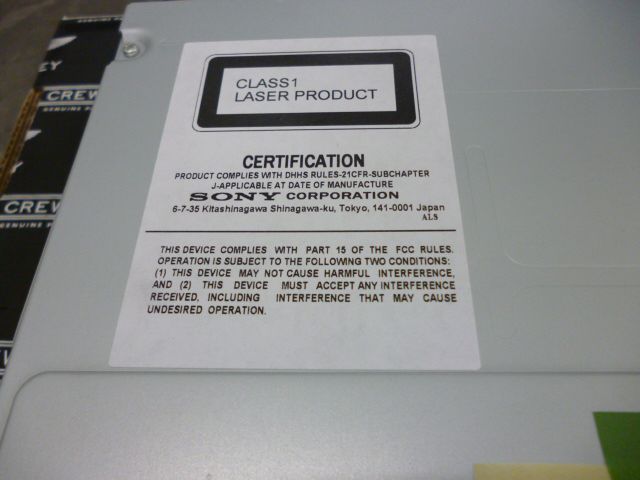 CLASS1
LASER PRODUCT
CERTIFICATION
PRODUCT COMPLIES WITH DHHS RULES-21CFR-SUBCHAPTER
J-APPLICABLE AT DATE OF MANUFACTURE
SONY CORPORATION
6-7-35 Kitashinagawa Shinagawa-ku, Tokyo, 141-0001 Japan
ALS
THIS DEVICE COMPLIES WITH PART 15 OF THE FCC RULES.
OPERATION IS SUBJECT TO THE FOLLOWING TWO CONDITIONS:
(1) THIS DEVICE MAY NOT CAUSE HARMFUL INTERFERENCE,
AND (2) THIS DEVICE MUST ACCEPT ANY INTERFERENCE
RECEIVED, INCLUDING INTERFERENCE THAT MAY CAUSE
UNDESIRED OPERATION.
GENUINE
CREW
GENUINE
CREW
CREW